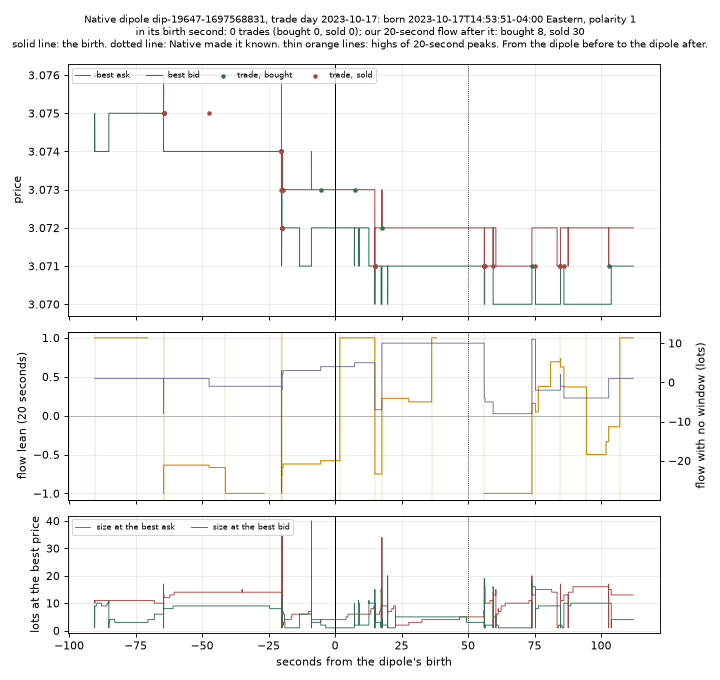 Native dipole dip-19647-1697568831, trade day 2023-10-17: born 2023-10-17T14:53:51-04:00 Eastern, polarity 1
in its birth second: 0 trades (bought 0, sold 0); our 20-second flow after it: bought 8, sold 30
solid line: the birth. dotted line: Native made it known. thin orange lines: highs of 20-second peaks. From the dipole before to the dipole after.
best ask best bid trade, bought trade, sold
3.076
3.075
3.074
3.073
3.072
3.071
3.070
price
1.0
0.5
0.0
−0.5
−1.0
flow lean (20 seconds)
10
0
−10
−20
flow with no window (lots)
size at the best ask size at the best bid
40
30
20
10
0
lots at the best price
−100 −75 −50 −25 0 25 50 75 100
seconds from the dipole's birth